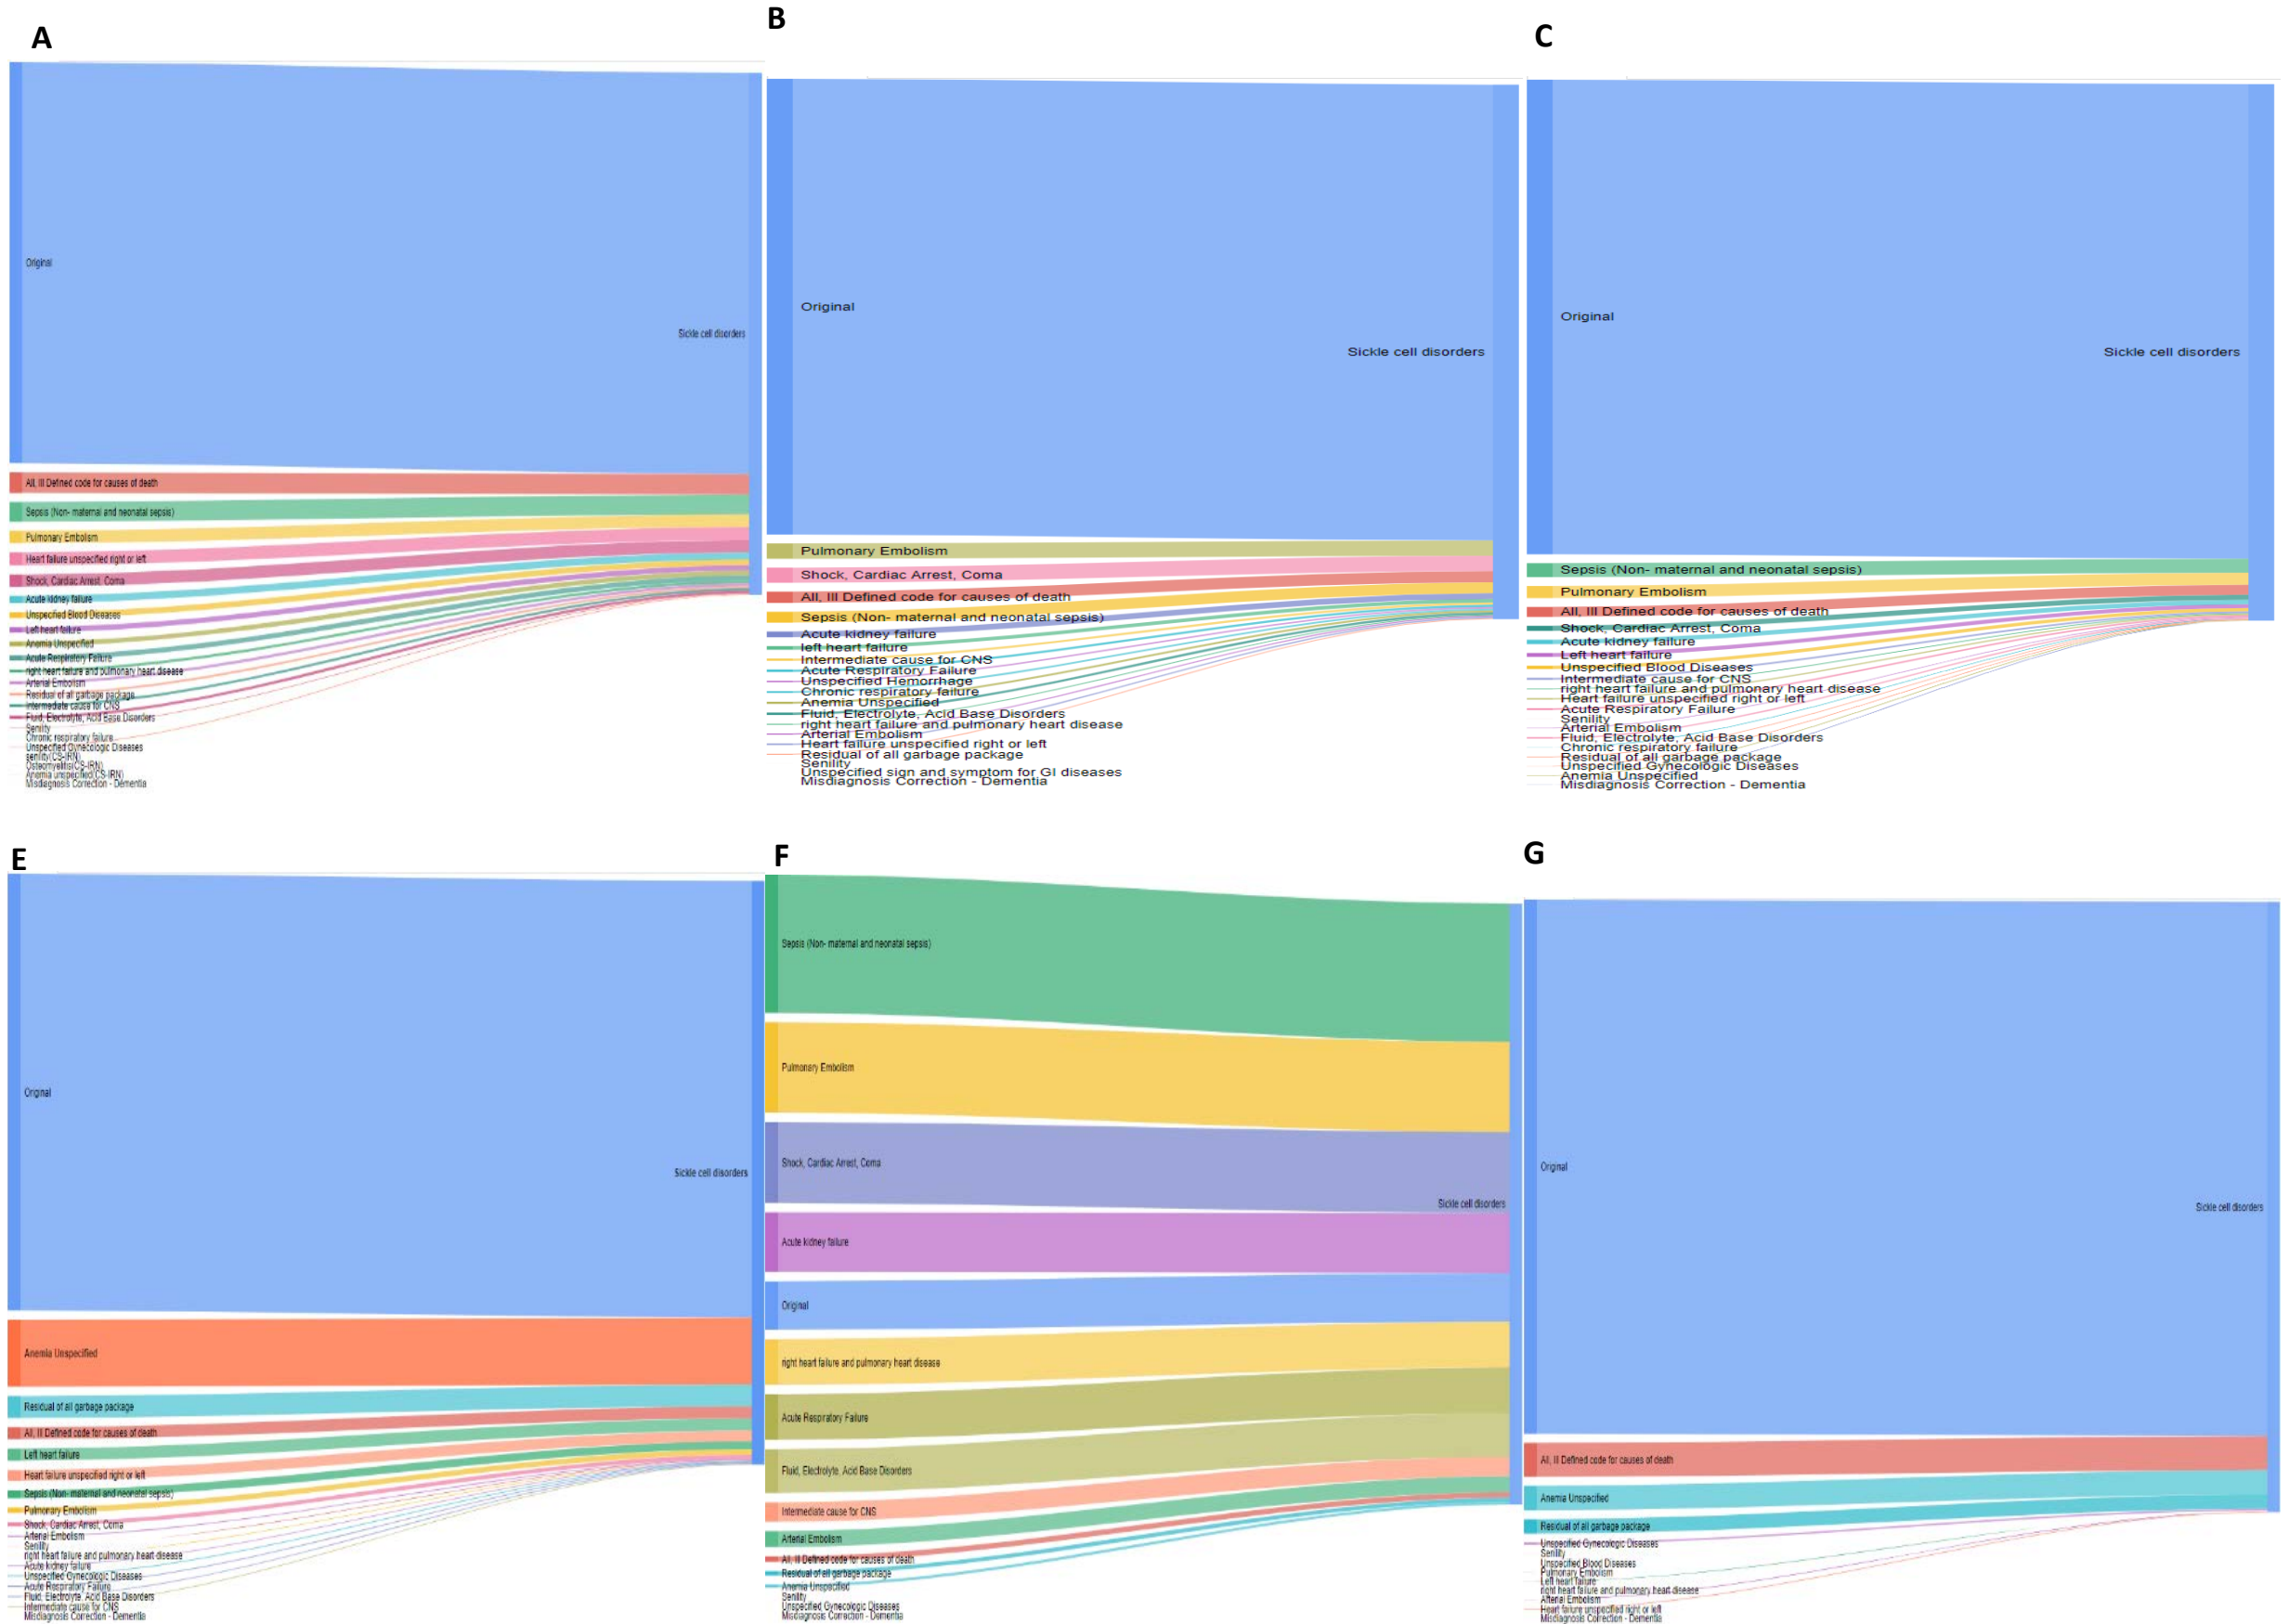 A
Original
Sickle cell disorders
All, Ill Defined code for causes of death
Sepsis (Non- maternal and neonatal sepsis)
Pulmonary Embolism
Heart failure unspecified right or left
Shock, Cardiac Arrest, Coma
Acute kidney failure
Unspecified Blood Diseases
Left heart failure
Anemia Unspecified
Acute Respiratory Failure
right heart failure and pulmonary heart disease
Arterial Embolism
Residual of all garbage package
Intermediate cause for CNS
Fluid, Electrolyte, Acid Base Disorders
Senility
Chronic respiratory failure
Unspecified Gynecologic Diseases
senility(CS-IRN)
Osteomyelitis(CS-IRN)
Anemia unspecified(CS-IRN)
Misdiagnosis Correction - Dementia
B
Original
Sickle cell disorders
Pulmonary Embolism
Shock, Cardiac Arrest, Coma
All, Ill Defined code for causes of death
Sepsis (Non- maternal and neonatal sepsis)
Acute kidney failure
left heart failure
Intermediate cause for CNS
Acute Respiratory Failure
Unspecified Hemorrhage
Chronic respiratory failure
Anemia Unspecified
Fluid, Electrolyte, Acid Base Disorders
right heart failure and pulmonary heart disease
Arterial Embolism
Heart failure unspecified right or left
Residual of all garbage package
Senility
Unspecified sign and symptom for GI diseases
Misdiagnosis Correction - Dementia
C
Original
Sickle cell disorders
Sepsis (Non- maternal and neonatal sepsis)
Pulmonary Embolism
All, Ill Defined code for causes of death
Shock, Cardiac Arrest, Coma
Acute kidney failure
Left heart failure
Unspecified Blood Diseases
Intermediate cause for CNS
right heart failure and pulmonary heart disease
Heart failure unspecified right or left
Acute Respiratory Failure
Senility
Arterial Embolism
Fluid, Electrolyte, Acid Base Disorders
Chronic respiratory failure
Residual of all garbage package
Unspecified Gynecologic Diseases
Anemia Unspecified
Misdiagnosis Correction - Dementia
E
Original
Sickle cell disorders
Anemia Unspecified
Residual of all garbage package
All, Ill Defined code for causes of death
Left heart failure
Heart failure unspecified right or left
Sepsis (Non- maternal and neonatal sepsis)
Pulmonary Embolism
Shock, Cardiac Arrest, Coma
Arterial Embolism
Senility
right heart failure and pulmonary heart disease
Acute kidney failure
Unspecified Gynecologic Diseases
Acute Respiratory Failure
Fluid, Electrolyte, Acid Base Disorders
Intermediate cause for CNS
Misdiagnosis Correction - Dementia
F
Sepsis (Non- maternal and neonatal sepsis)
Pulmonary Embolism
Shock, Cardiac Arrest, Coma
Sickle cell disorders
Acute kidney failure
Original
right heart failure and pulmonary heart disease
Acute Respiratory Failure
Fluid, Electrolyte, Acid Base Disorders
Intermediate cause for CNS
Arterial Embolism
All, Ill Defined code for causes of death
Residual of all garbage package
Anemia Unspecified
Senility
Unspecified Gynecologic Diseases
Misdiagnosis Correction - Dementia
G
Original
Sickle cell disorders
All, Ill Defined code for causes of death
Anemia Unspecified
Residual of all garbage package
Unspecified Gynecologic Diseases
Senility
Unspecified Blood Diseases
Pulmonary Embolism
Left heart failure
right heart failure and pulmonary heart disease
Arterial Embolism
Heart failure unspecified right or left
Misdiagnosis Correction - Dementia